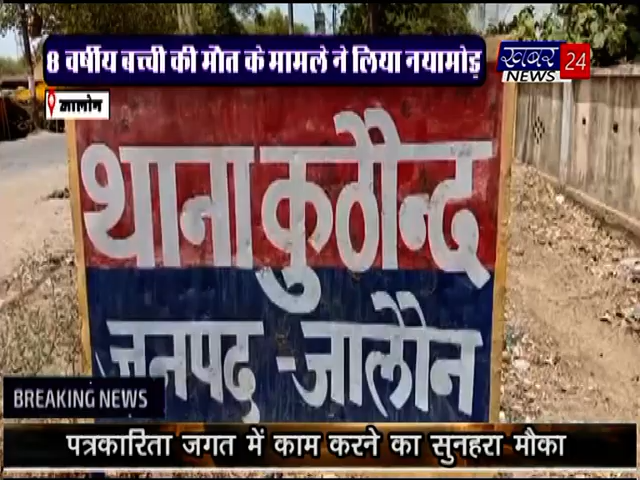 8 वर्षीय बच्ची की मौत के मामले ने लिया नयामोड़
खबर 24
NEWS
जालौन
थाना कुठौन्द
जनपद - जालौन
BREAKING NEWS
पत्रकारिता जगत में काम करने का सुनहरा मौका